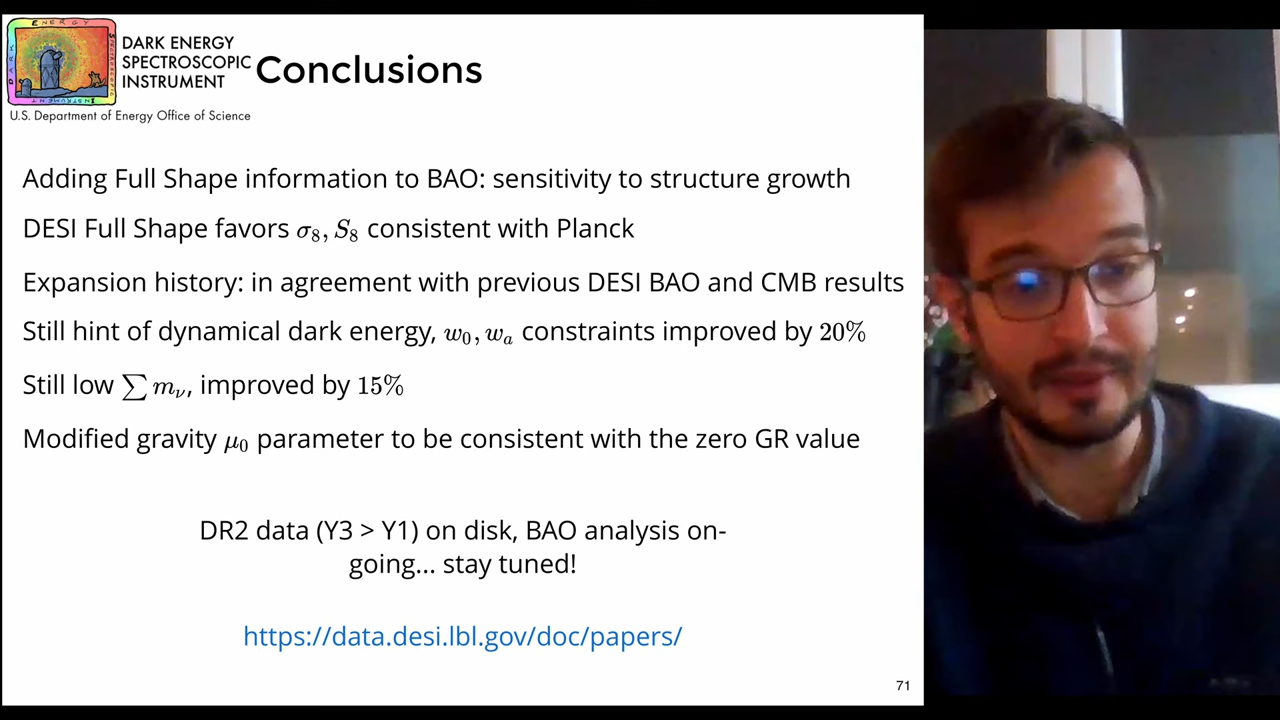 DARK ENERGY
SPECTROSCOPIC
INSTRUMENT
U.S. Department of Energy Office of Science
Conclusions
Adding Full Shape information to BAO: sensitivity to structure growth
DESI Full Shape favors σ₈, S₈ consistent with Planck
Expansion history: in agreement with previous DESI BAO and CMB results
Still hint of dynamical dark energy, w₀, wₐ constraints improved by 20%
Still low ∑ mᵥ, improved by 15%
Modified gravity μ₀ parameter to be consistent with the zero GR value
DR2 data (Y3 > Y1) on disk, BAO analysis on-
going... stay tuned!
https://data.desi.lbl.gov/doc/papers/
71